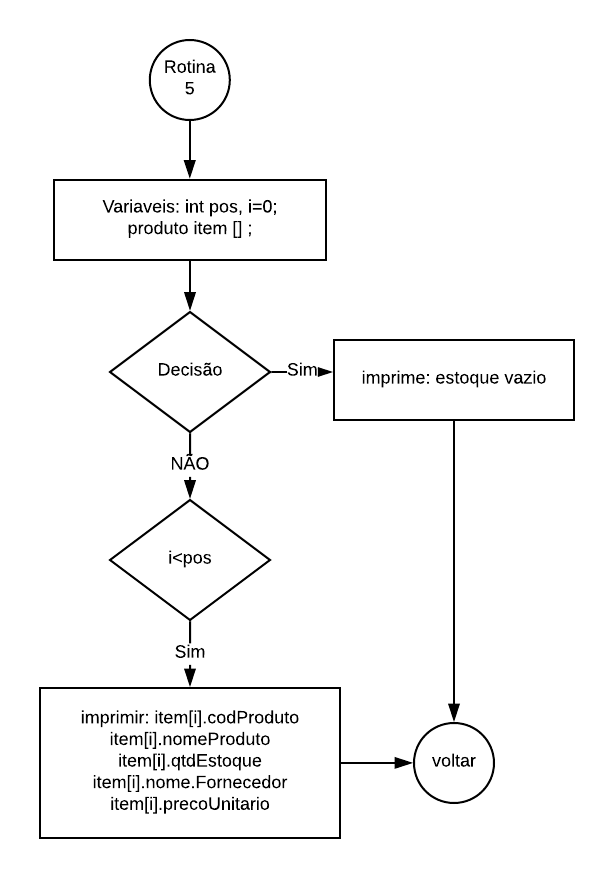 Rotina
5
Variaveis: int pos, i=0;
produto item [] ;
Decisão
Sim
imprime: estoque vazio
NÃO
i<pos
Sim
imprimir: item[i].codProduto
item[i].nomeProduto
item[i].qtdEstoque
item[i].nome.Fornecedor
item[i].precoUnitario
voltar